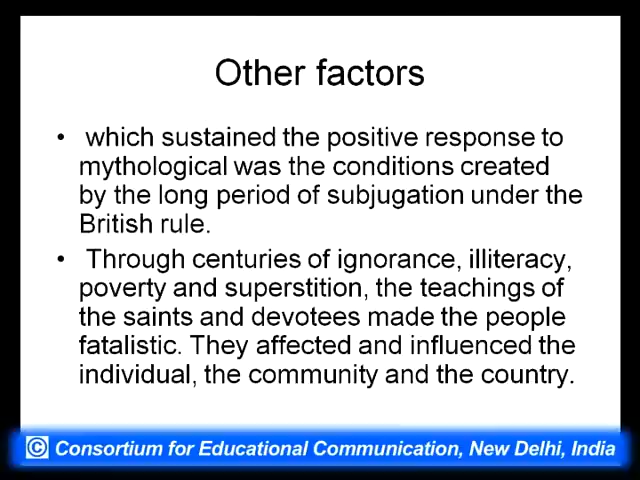 Other factors
• which sustained the positive response to
mythological was the conditions created
by the long period of subjugation under the
British rule.
• Through centuries of ignorance, illiteracy,
poverty and superstition, the teachings of
the saints and devotees made the people
fatalistic. They affected and influenced the
individual, the community and the country.
© Consortium for Educational Communication, New Delhi, India